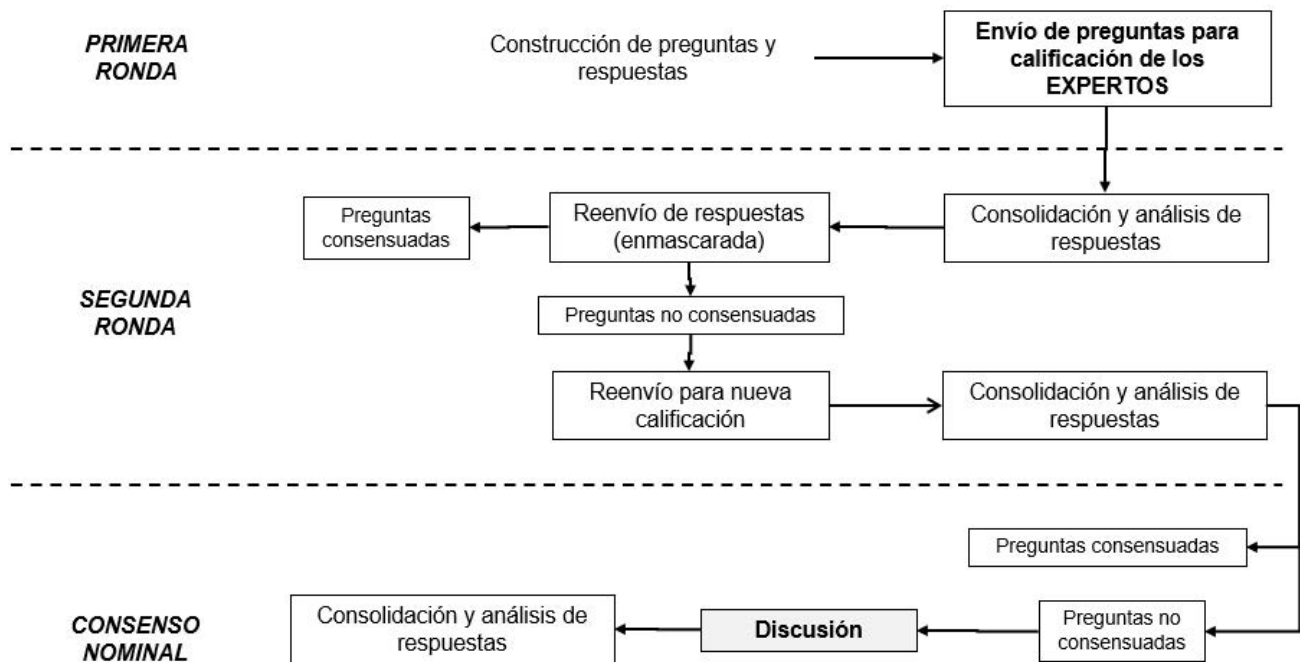 PRIMERA
RONDA
Construcción de preguntas y
respuestas
Envío de preguntas para
calificación de los
EXPERTOS
SEGUNDA
RONDA
Preguntas
consensuadas
Reenvío de respuestas
(enmascarada)
Consolidación y análisis de
respuestas
Preguntas no consensuadas
Reenvío para nueva
calificación
Consolidación y análisis de
respuestas
CONSENSO
NOMINAL
Preguntas consensuadas
Consolidación y análisis de
respuestas
Discusión
Preguntas no
consensuadas